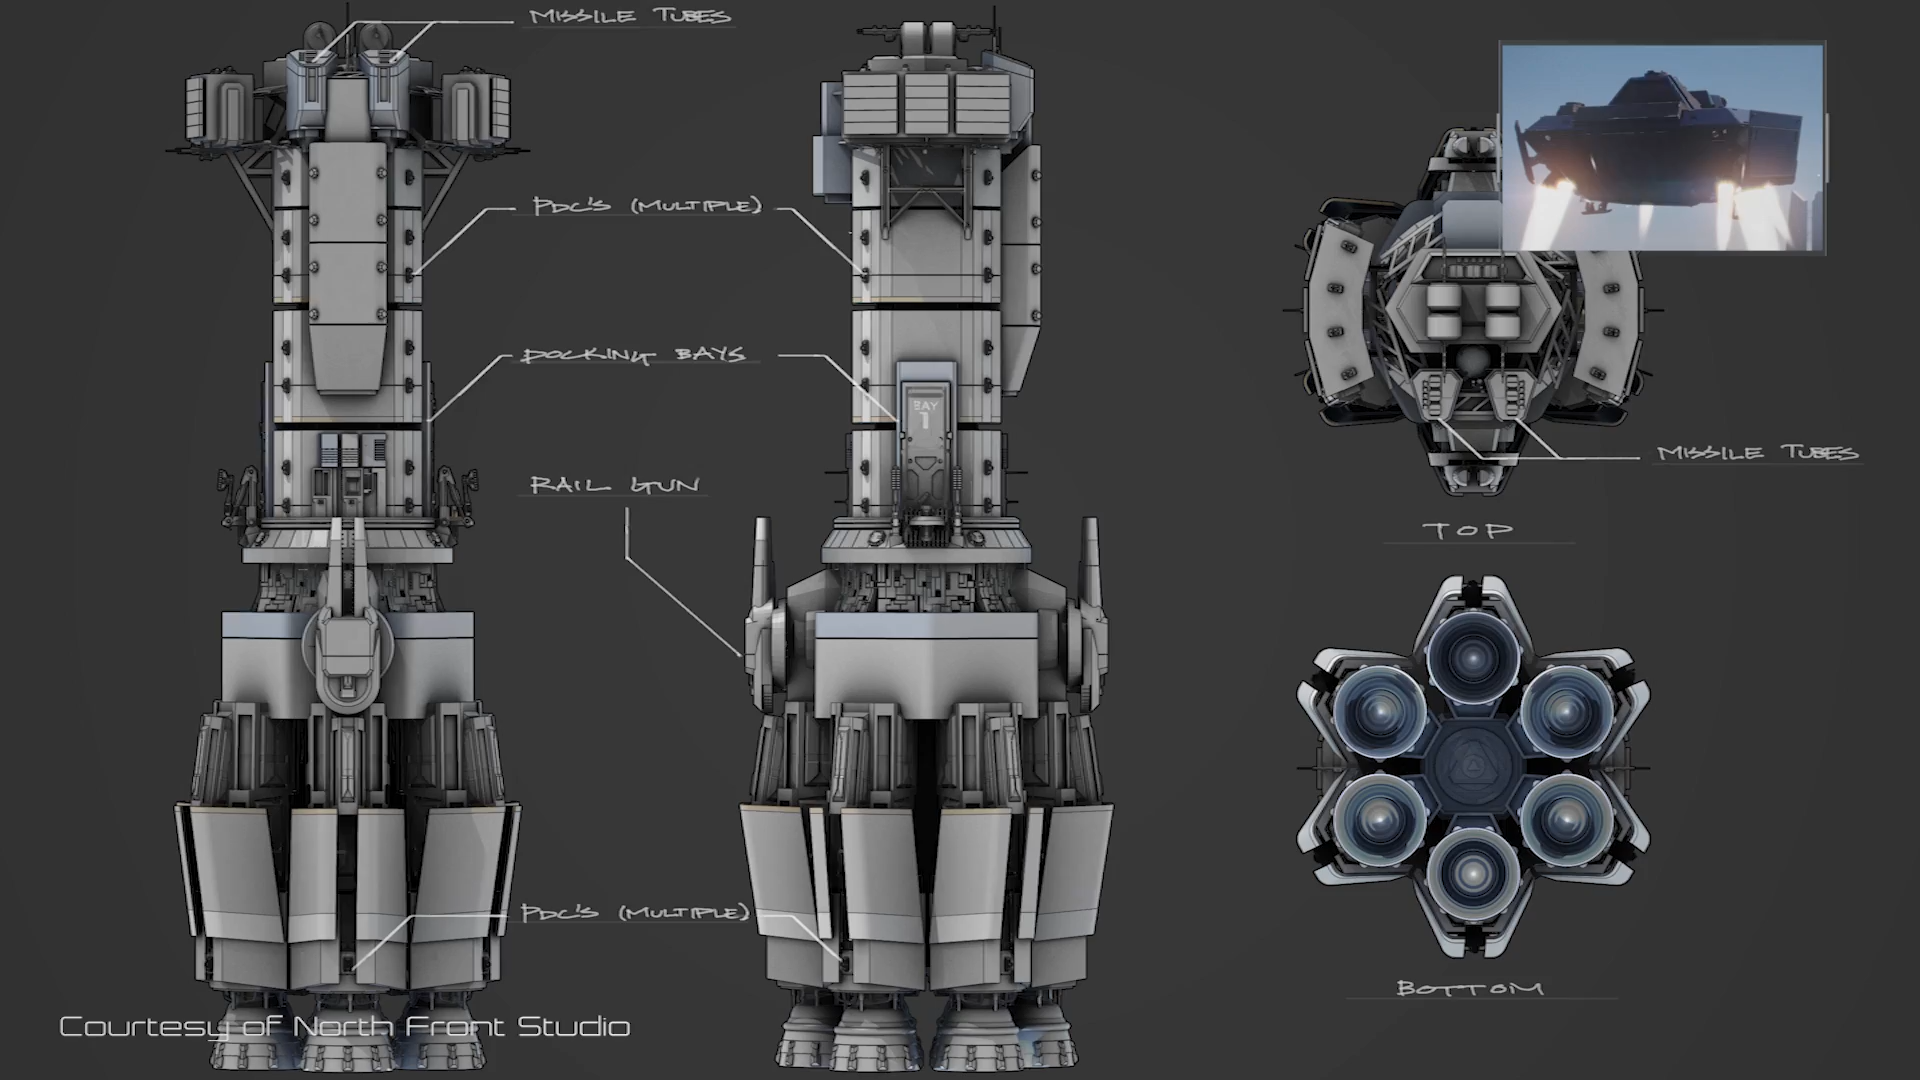 MISSILE TUBES
PDC'S (MULTIPLE)
DOCKING BAYS
BAY
1
RAIL GUN
MISSILE TUBES
TOP
PDC'S (MULTIPLE)
BOTTOM
Courtesy of North Front Studio